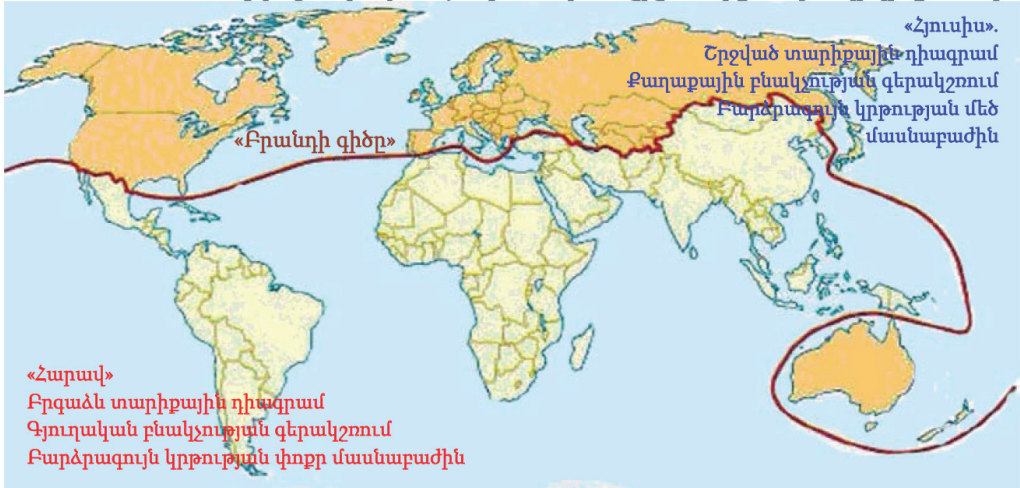 «Հյուսիս».
Շրջված տարիքային դիագրամ
Քաղաքային բնակչության գերակշռում
Բարձրագույն կրթության մեծ
մասնաբաժին
«Բրանդի գիծը»
«Հարավ»
Բրգաձև տարիքային դիագրամ
Գյուղական բնակչության գերակշռում
Բարձրագույն կրթության փոքր մասնաբաժին